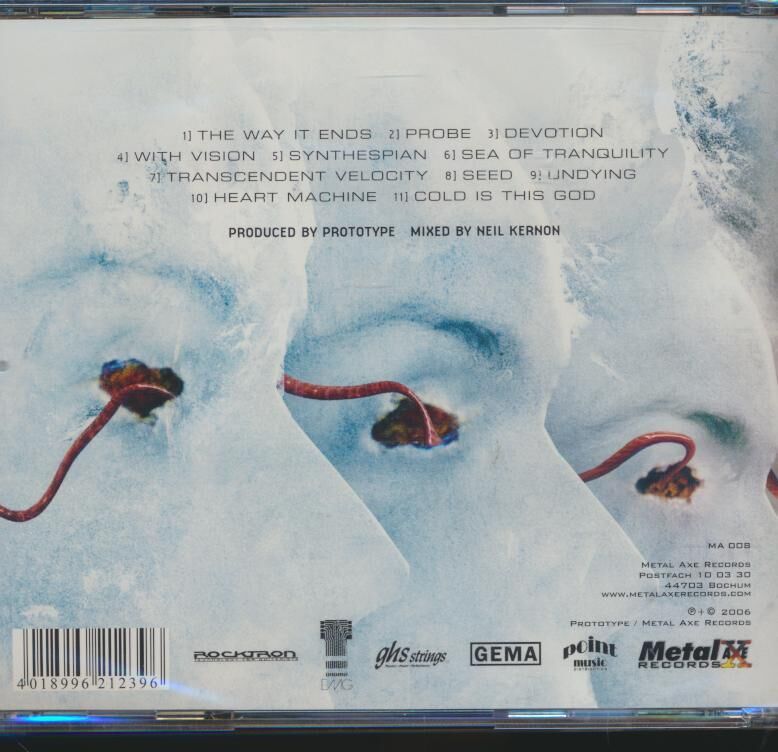 1] THE WAY IT ENDS 2] PROBE 3] DEVOTION
4] WITH VISION 5] SYNTHESPIAN 6] SEA OF TRANQUILITY
7] TRANSCENDENT VELOCITY 8] SEED 9] UNDYING
10] HEART MACHINE 11] COLD IS THIS GOD
PRODUCED BY PROTOTYPE MIXED BY NEIL KERNON
MA 008
METAL AXE RECORDS
POSTFACH 10 03 30
44703 BOCHUM
WWW.METALAXERECORDS.COM
℗+© 2006
PROTOTYPE / METAL AXE RECORDS
4 018996 212396
ROCKTRON
DMG
ghs strings
GEMA
point
music
Metal AXE
RECORDS